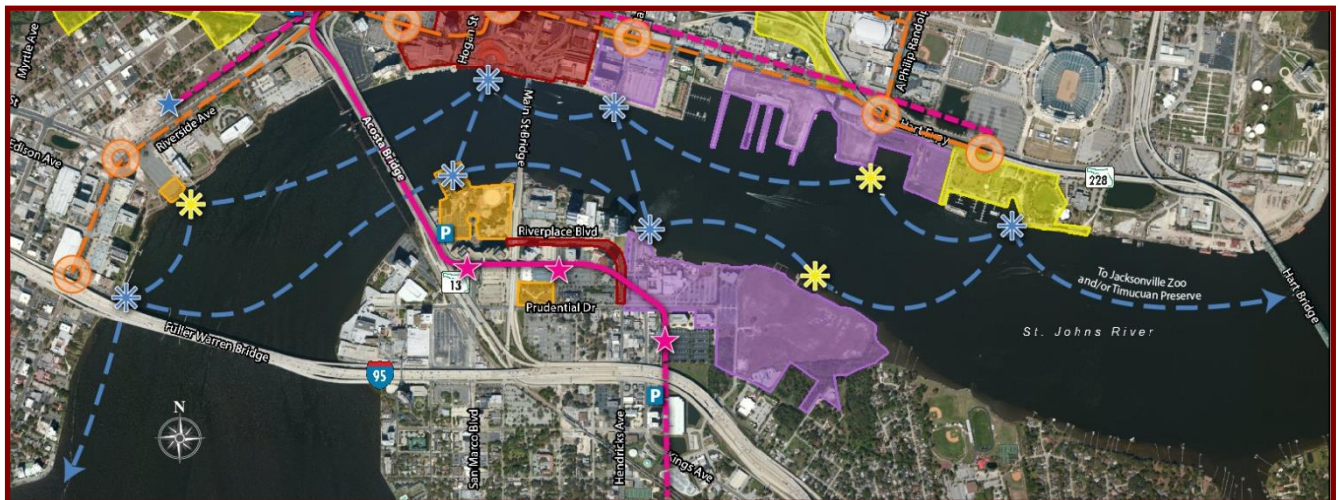 Myrtle Ave
Hogan St
A Philip Randolph
Riverside Ave
Edison Ave
Acosta Bridge
Main St Bridge
Hart Expy
228
P
Riverplace Blvd
13
Prudential Dr
To Jacksonville Zoo
and/or Timucuan Preserve
Hart Bridge
St. Johns River
Fuller Warren Bridge
95
P
N
San Marco Blvd
Hendricks Ave
Kings Ave